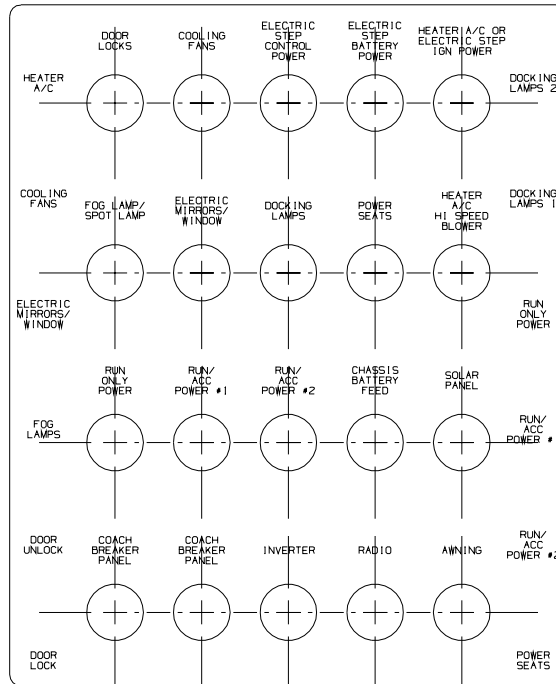 DOOR
LOCKS
COOLING
FANS
ELECTRIC
STEP
CONTROL
POWER
ELECTRIC
STEP
BATTERY
POWER
HEATER A/C OR
ELECTRIC STEP
IGN POWER
HEATER
A/C
DOCKING
LAMPS 2
COOLING
FANS
FOG LAMP/
SPOT LAMP
ELECTRIC
MIRRORS/
WINDOW
DOCKING
LAMPS
POWER
SEATS
HEATER
A/C
HI SPEED
BLOWER
DOCKING
LAMPS 1
ELECTRIC
MIRRORS/
WINDOW
RUN
ONLY
POWER
RUN
ONLY
POWER
RUN/
ACC
POWER #1
RUN/
ACC
POWER #2
CHASSIS
BATTERY
FEED
SOLAR
PANEL
FOG
LAMPS
RUN/
ACC
POWER #
DOOR
UNLOCK
COACH
BREAKER
PANEL
COACH
BREAKER
PANEL
INVERTER
RADIO
AWNING
RUN/
ACC
POWER #2
DOOR
LOCK
POWER
SEATS